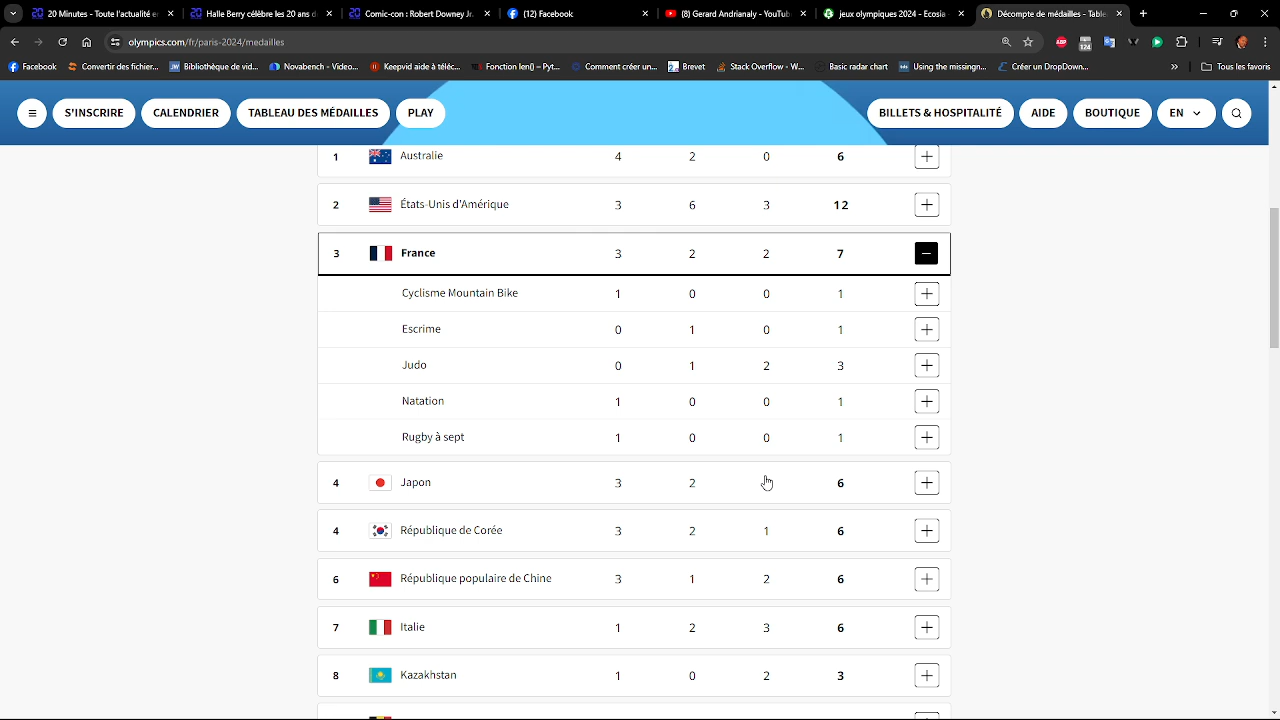 20 Minutes - Toute l'actualité en
Halle Berry célèbre les 20 ans d
Comic-con : Robert Downey Jr.
(12) Facebook
(8) Gerard Andrianaly - YouTub
jeux olympiques 2024 - Ecosia
Décompte de médailles - Table
olympics.com/fr/paris-2024/medailles
Facebook
Convertir des fichier...
Bibliothèque de vid...
Novabench - Video...
Keepvid aide à téléc...
Fonction len() – Pyt...
Comment créer un...
Brevet
Stack Overflow - W...
Basic radar chart
Using the missingn...
Créer un DropDown...
Tous les favoris
124
S'INSCRIRE
CALENDRIER
TABLEAU DES MÉDAILLES
PLAY
BILLETS & HOSPITALITÉ
AIDE
BOUTIQUE
EN
1 Australie 4 2 0 6
2 États-Unis d'Amérique 3 6 3 12
3 France 3 2 2 7
Cyclisme Mountain Bike 1 0 0 1
Escrime 0 1 0 1
Judo 0 1 2 3
Natation 1 0 0 1
Rugby à sept 1 0 0 1
4 Japon 3 2 6
4 République de Corée 3 2 1 6
6 République populaire de Chine 3 1 2 6
7 Italie 1 2 3 6
8 Kazakhstan 1 0 2 3